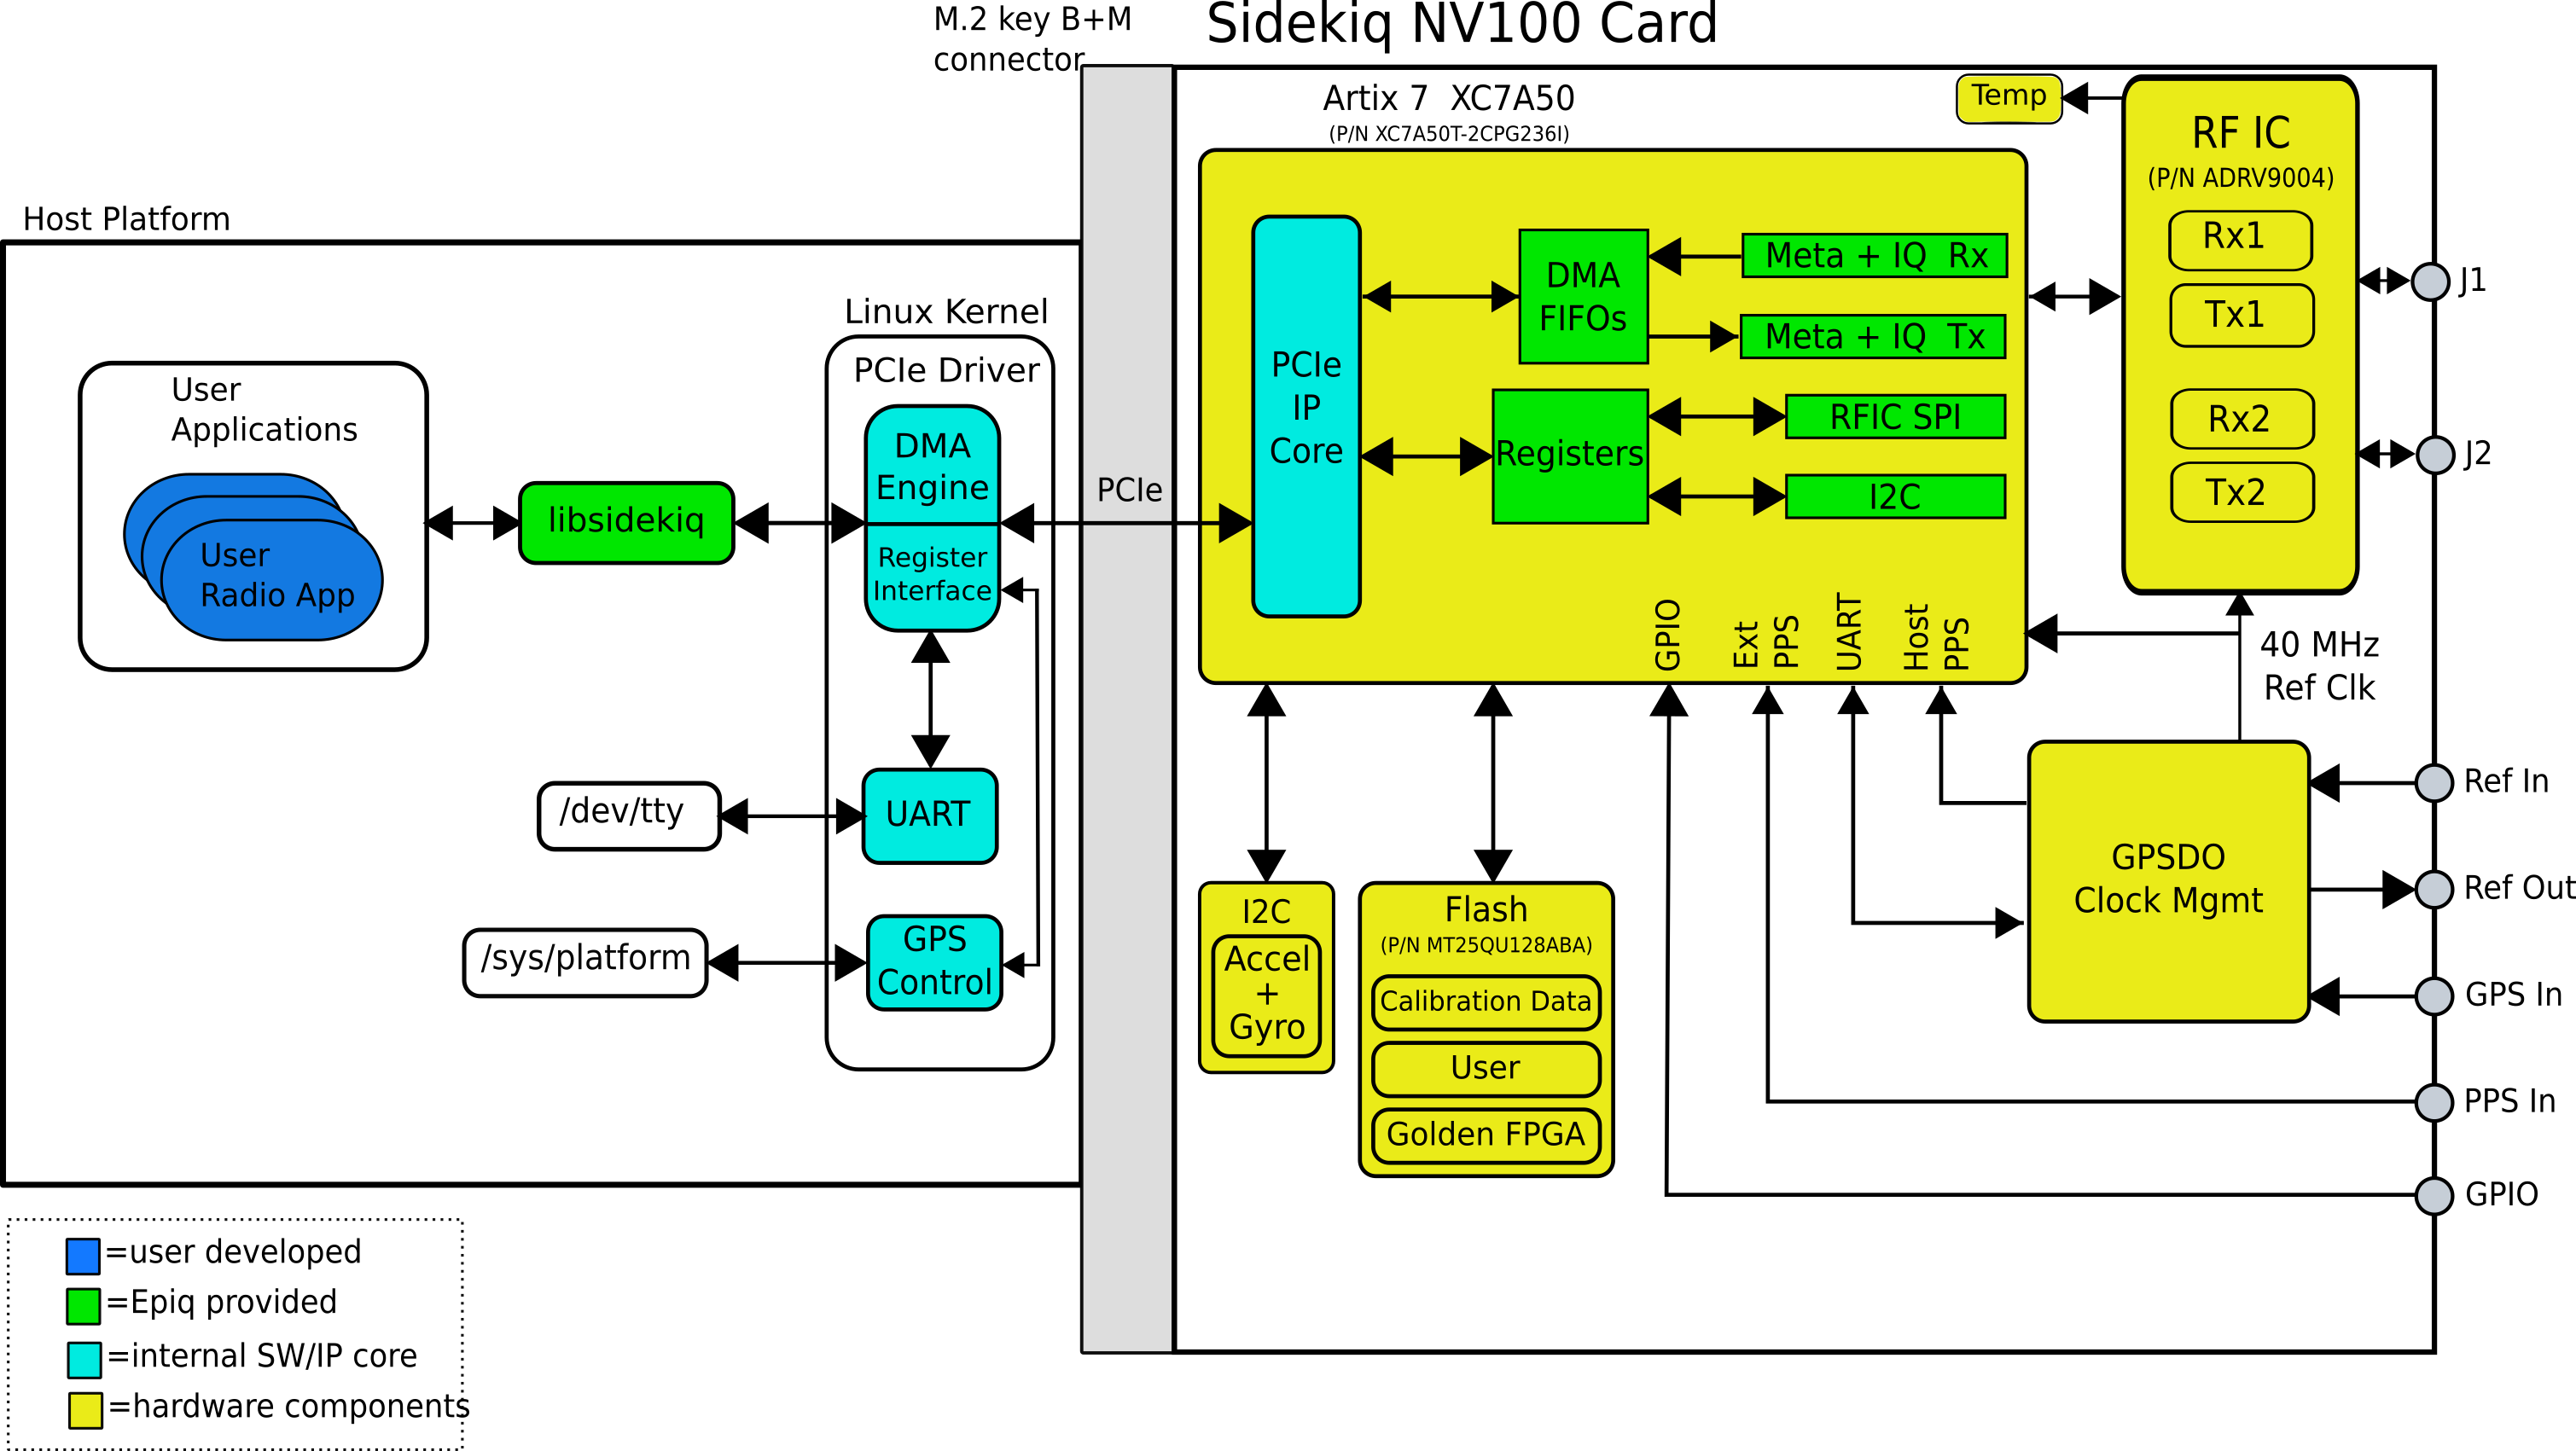 M.2 key B+M
connector
Sidekiq NV100 Card
Host Platform
User
Applications
User
Radio App
libsidekiq
Linux Kernel
PCIe Driver
DMA
Engine
Register
Interface
UART
GPS
Control
/dev/tty
/sys/platform
PCIe
Artix 7 XC7A50
(P/N XC7A50T-2CPG236I)
PCIe
IP
Core
DMA
FIFOs
Meta + IQ Rx
Meta + IQ Tx
Registers
RFIC SPI
I2C
GPIO
Ext
PPS
UART
Host
PPS
Temp
RF IC
(P/N ADRV9004)
Rx1
Tx1
Rx2
Tx2
J1
J2
40 MHz
Ref Clk
I2C
Accel
+
Gyro
Flash
(P/N MT25QU128ABA)
Calibration Data
User
Golden FPGA
GPSDO
Clock Mgmt
Ref In
Ref Out
GPS In
PPS In
GPIO
=user developed
=Epiq provided
=internal SW/IP core
=hardware components